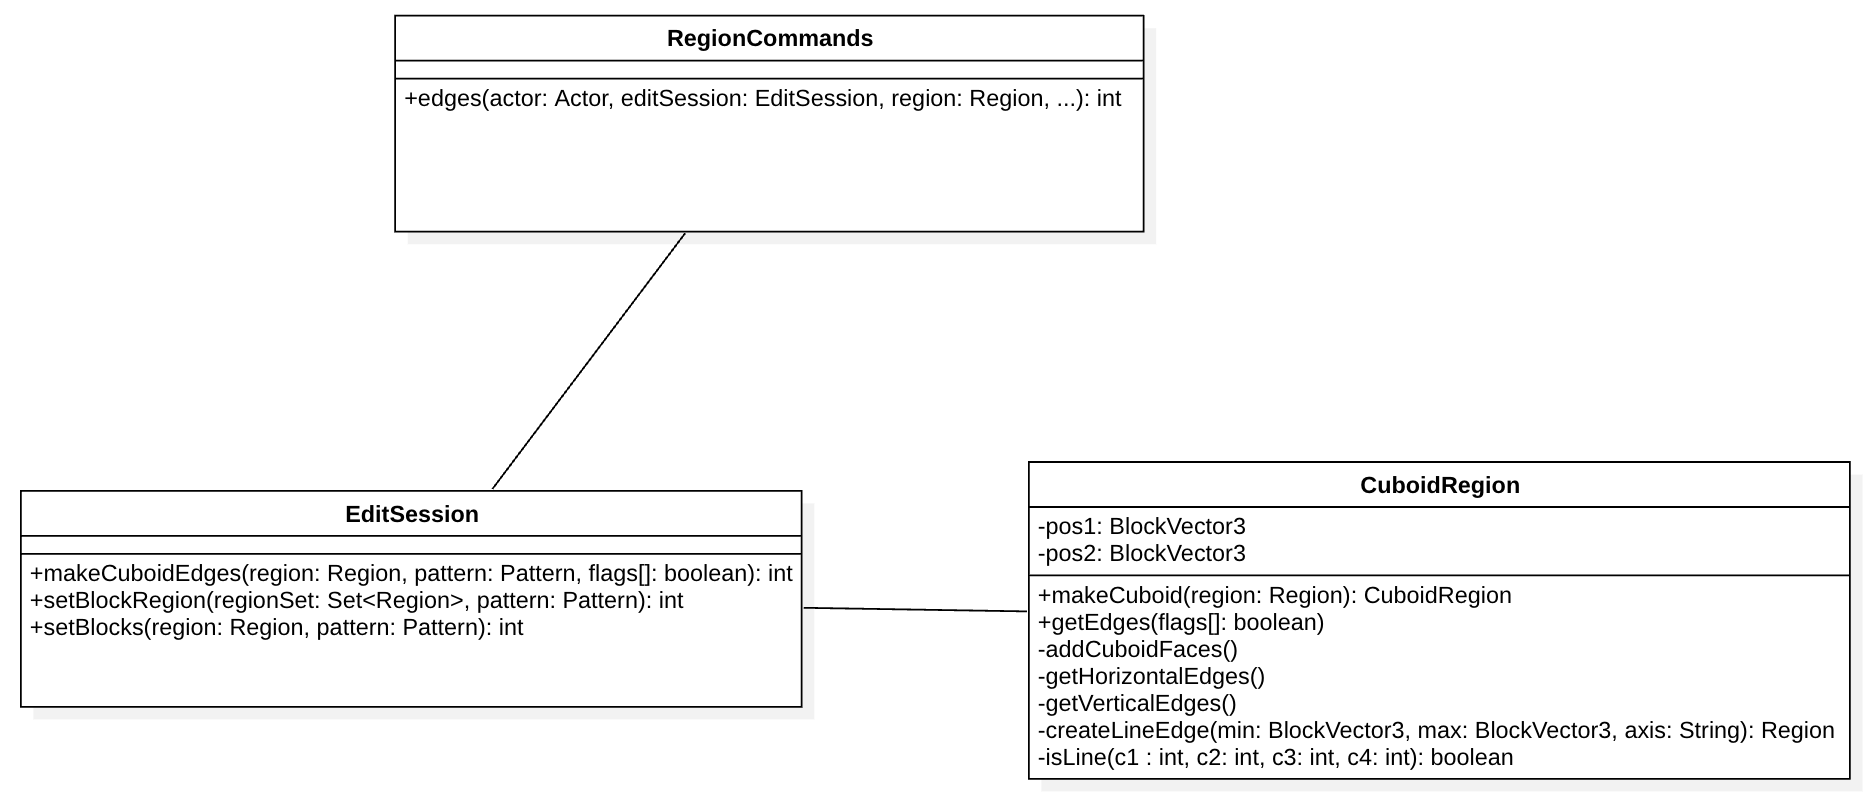 RegionCommands
+edges(actor: Actor, editSession: EditSession, region: Region, ...): int
EditSession
+makeCuboidEdges(region: Region, pattern: Pattern, flags[]: boolean): int
+setBlockRegion(regionSet: Set<Region>, pattern: Pattern): int
+setBlocks(region: Region, pattern: Pattern): int
CuboidRegion
-pos1: BlockVector3
-pos2: BlockVector3
+makeCuboid(region: Region): CuboidRegion
+getEdges(flags[]: boolean)
-addCuboidFaces()
-getHorizontalEdges()
-getVerticalEdges()
-createLineEdge(min: BlockVector3, max: BlockVector3, axis: String): Region
-isLine(c1 : int, c2: int, c3: int, c4: int): boolean